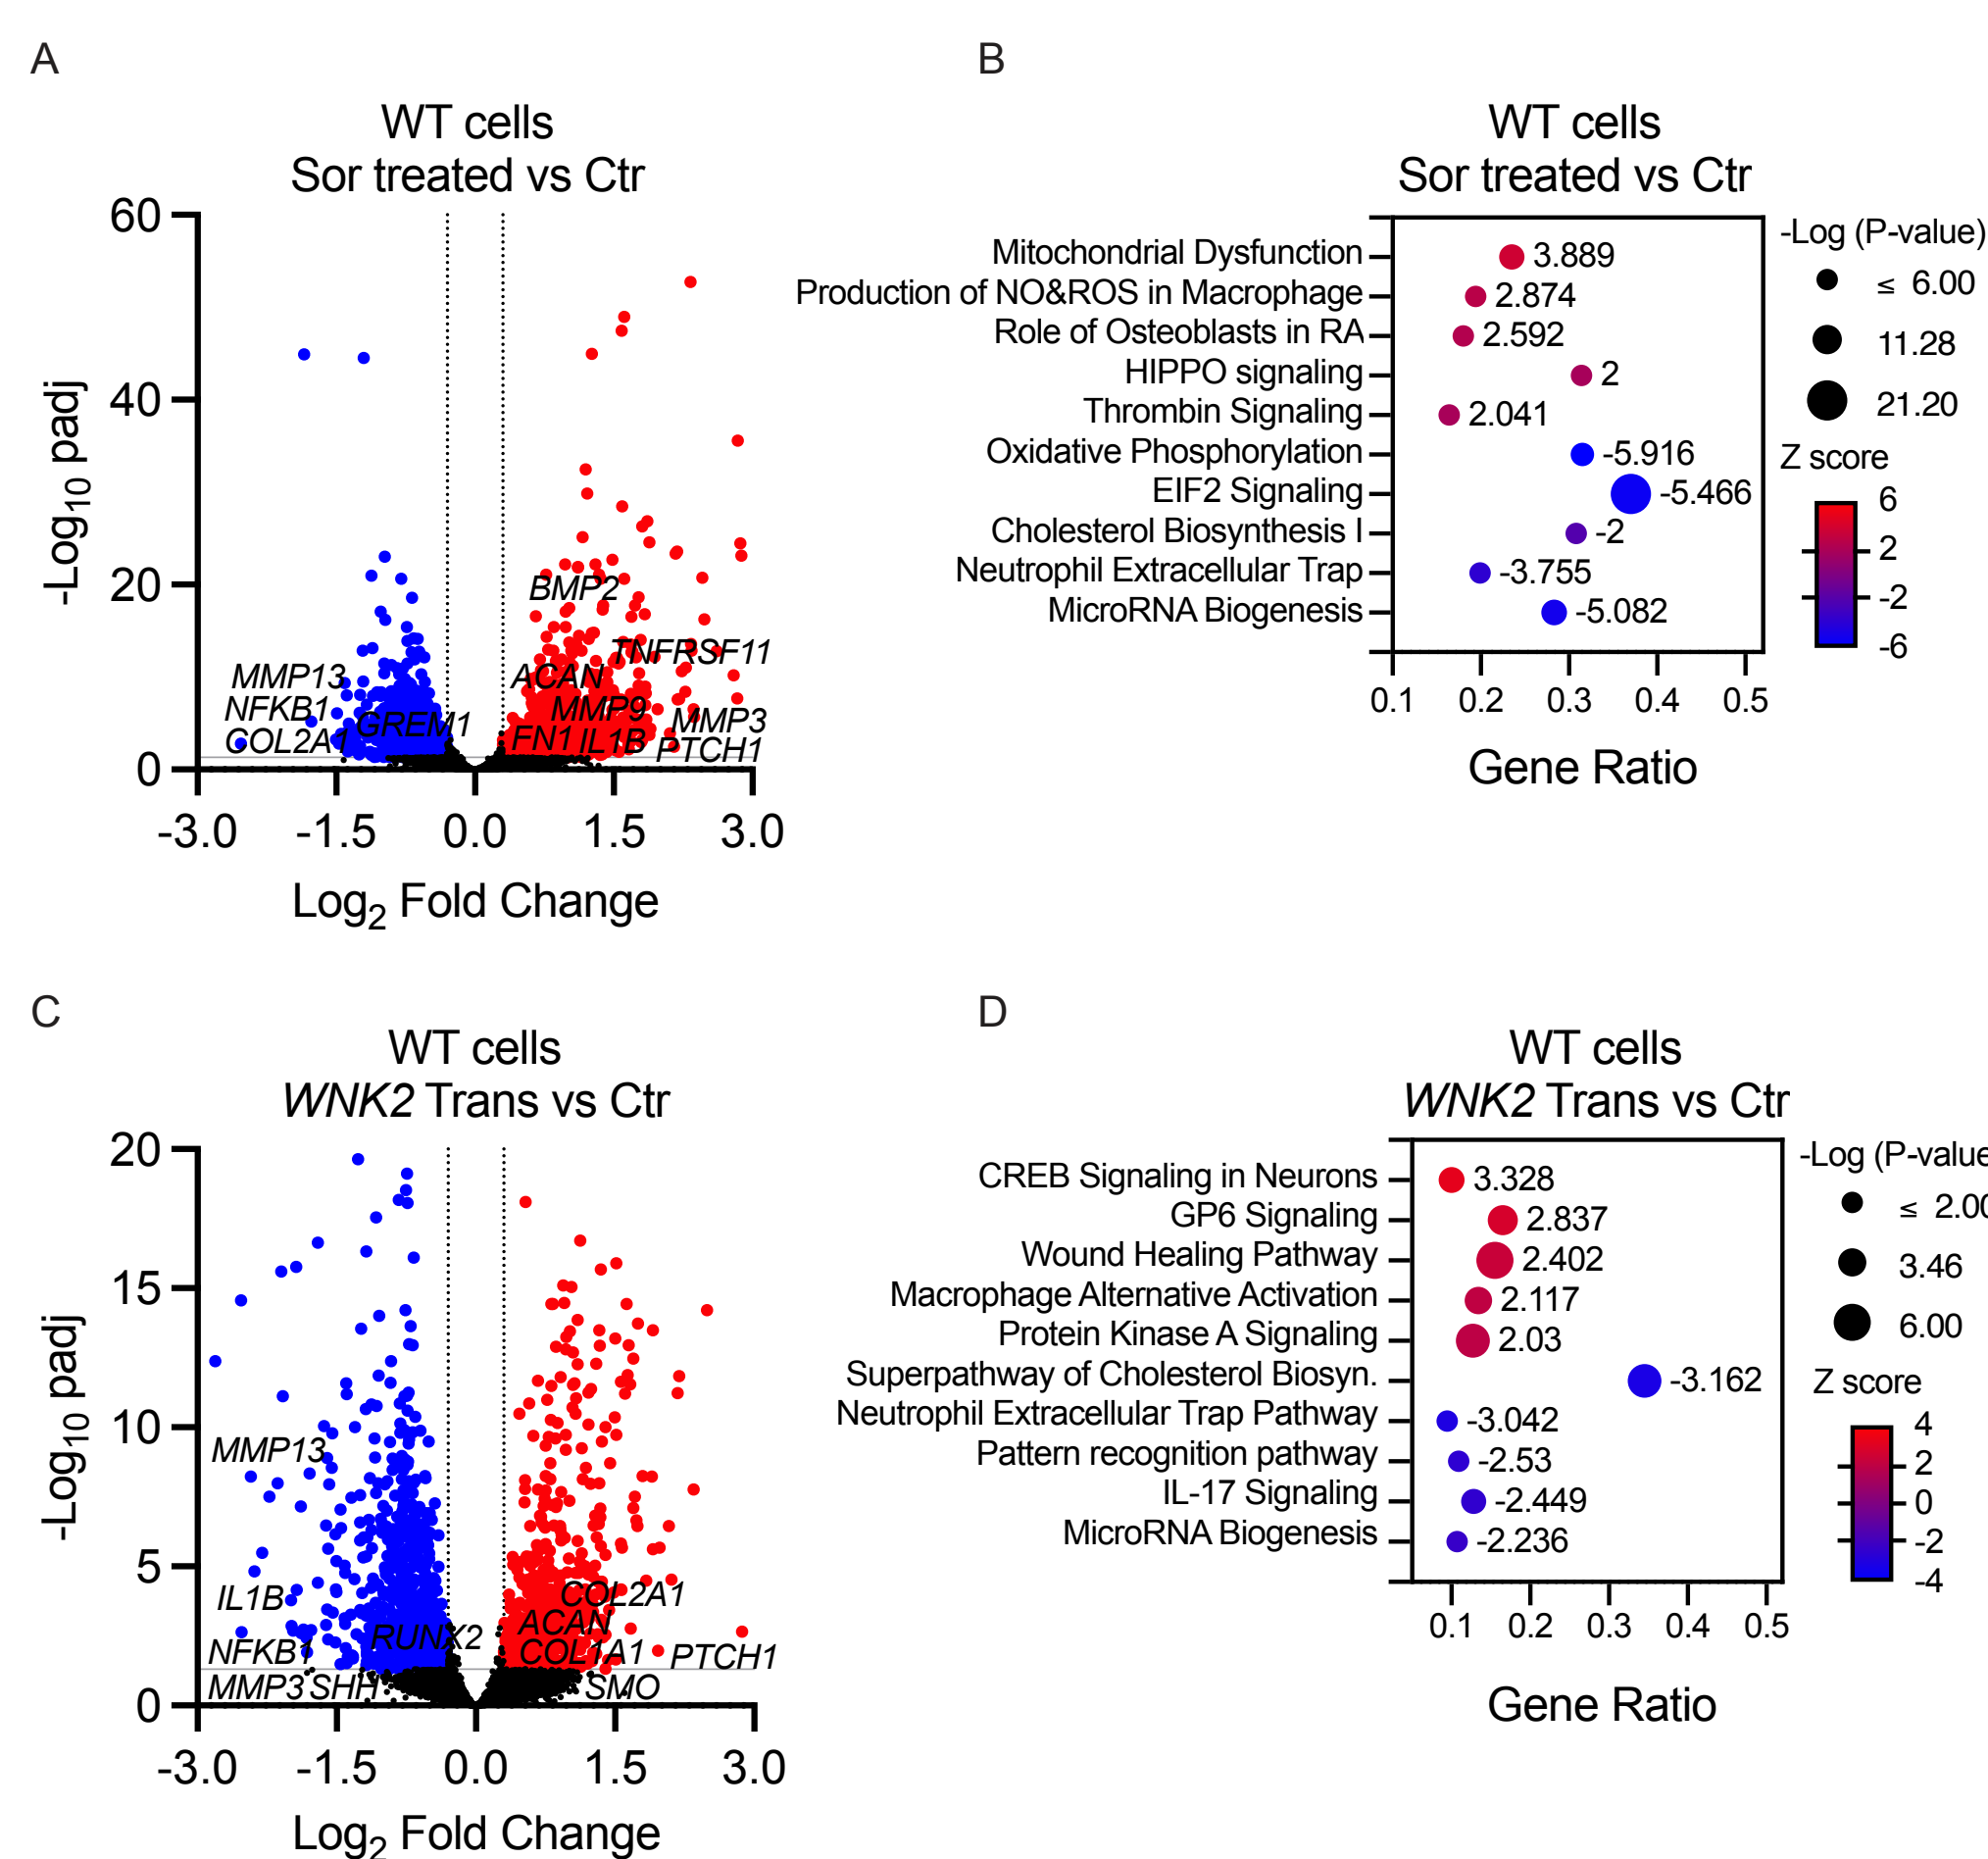 A
WT cells
Sor treated vs Ctr
-Log10 padj
60
40
20
0
BMP2
TNFRSF11
MMP13
ACAN
NFKB1
GREM1
MMP9
MMP3
COL2A1
FN1
IL1B
PTCH1
-3.0
-1.5
0.0
1.5
3.0
Log2 Fold Change
B
WT cells
Sor treated vs Ctr
Mitochondrial Dysfunction 3.889
Production of NO&ROS in Macrophage 2.874
Role of Osteoblasts in RA 2.592
HIPPO signaling 2
Thrombin Signaling 2.041
Oxidative Phosphorylation -5.916
EIF2 Signaling -5.466
Cholesterol Biosynthesis I -2
Neutrophil Extracellular Trap -3.755
MicroRNA Biogenesis -5.082
0.1
0.2
0.3
0.4
0.5
Gene Ratio
-Log (P-value)
≤ 6.00
11.28
21.20
Z score
6
2
-2
-6
C
WT cells
WNK2 Trans vs Ctr
-Log10 padj
20
15
10
5
0
MMP13
IL1B
COL2A1
RUNX2
ACAN
NFKB1
COL1A1
PTCH1
MMP3
SHH
SMO
-3.0
-1.5
0.0
1.5
3.0
Log2 Fold Change
D
WT cells
WNK2 Trans vs Ctr
CREB Signaling in Neurons 3.328
GP6 Signaling 2.837
Wound Healing Pathway 2.402
Macrophage Alternative Activation 2.117
Protein Kinase A Signaling 2.03
Superpathway of Cholesterol Biosyn. -3.162
Neutrophil Extracellular Trap Pathway -3.042
Pattern recognition pathway -2.53
IL-17 Signaling -2.449
MicroRNA Biogenesis -2.236
0.1
0.2
0.3
0.4
0.5
Gene Ratio
-Log (P-value
≤ 2.00
3.46
6.00
Z score
4
2
0
-2
-4